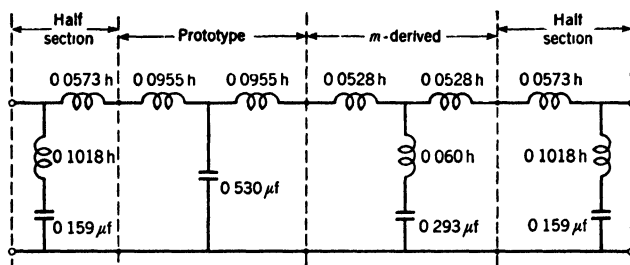 Half section
Prototype
m-derived
Half section
0 0573 h
0 0955 h
0 0955 h
0 0528 h
0 0528 h
0 0573 h
0 1018 h
0 530 μf
0 060 h
0 1018 h
0 159 μf
0 293 μf
0 159 μf